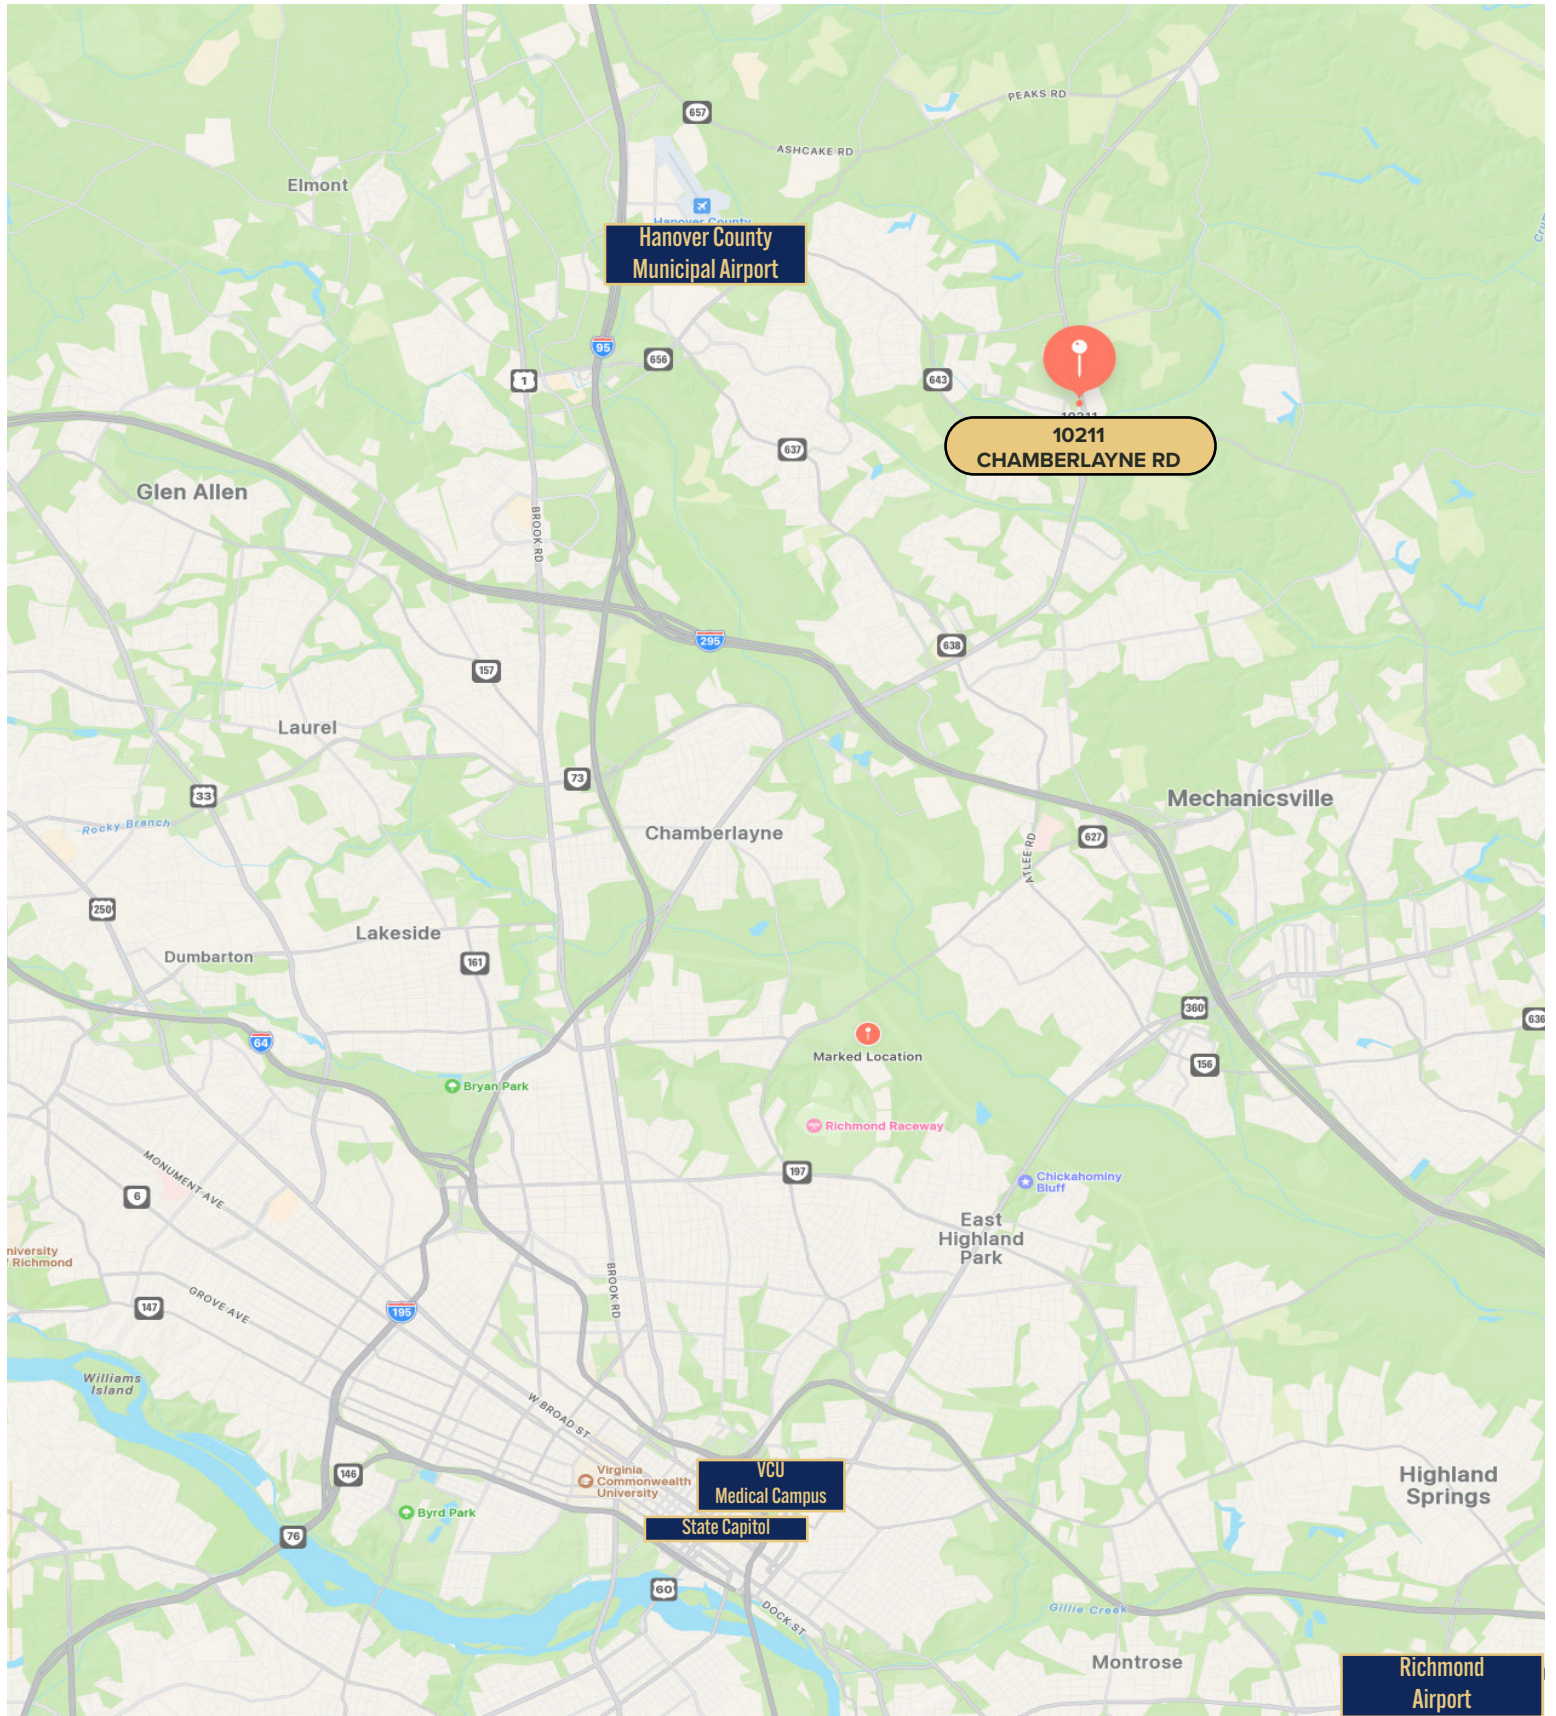 657
PEAKS RD
ASHCAKE RD
Elmont
Hanover County
Hanover County
Municipal Airport
95
656
1
643
10211
10211
CHAMBERLAYNE RD
637
Glen Allen
BROOK RD
295
638
157
Laurel
73
33
Mechanicsville
Rocky Branch
Chamberlayne
627
ATLEE RD
250
Lakeside
Dumbarton
161
360
636
64
Marked Location
156
Bryan Park
Richmond Raceway
MONUMENT AVE
197
Chickahominy
Bluff
6
East
Highland
Park
niversity
Richmond
BROOK RD
147
GROVE AVE
195
Williams
Island
W BROAD ST
VCU
Medical Campus
Virginia
Commonwealth
University
146
Highland
Springs
Byrd Park
State Capitol
76
60
DOCK ST
Gillie Creek
Montrose
Richmond
Airport